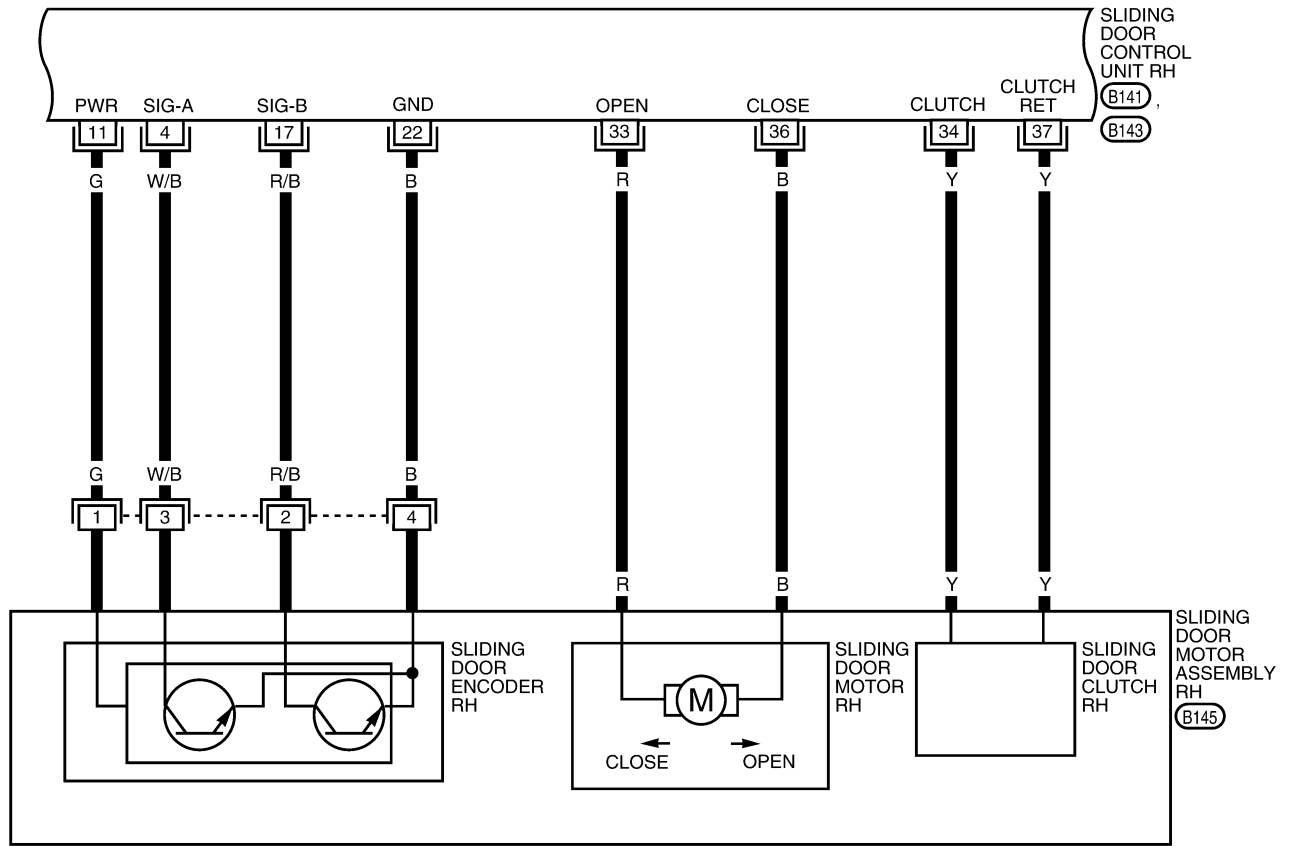 SLIDING
DOOR
CONTROL
UNIT RH
B141 ,
B143
PWR SIG-A SIG-B GND OPEN CLOSE CLUTCH CLUTCH
RET
11 4 17 22 33 36 34 37
G W/B R/B B R B Y Y
G W/B R/B B
1 3 2 4
R B Y Y
SLIDING
DOOR
MOTOR
ASSEMBLY
RH
B145
SLIDING
DOOR
ENCODER
RH
SLIDING
DOOR
MOTOR
RH
M
CLOSE OPEN
SLIDING
DOOR
CLUTCH
RH